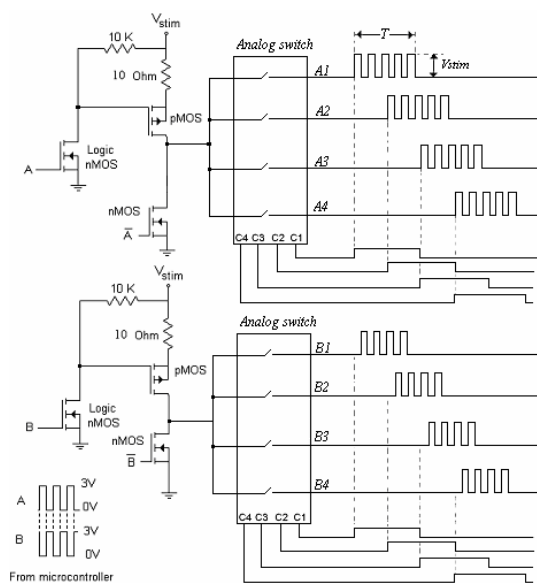 Vstim
10 K
10 Ohm
pMOS
Logic
nMOS
A
nMOS
A̅
Analog switch
A1
A2
A3
A4
C4 C3 C2 C1
T
Vstim
Vstim
10 K
10 Ohm
pMOS
Logic
nMOS
B
nMOS
B̅
Analog switch
B1
B2
B3
B4
C4 C3 C2 C1
A
3V
0V
B
3V
0V
From microcontroller